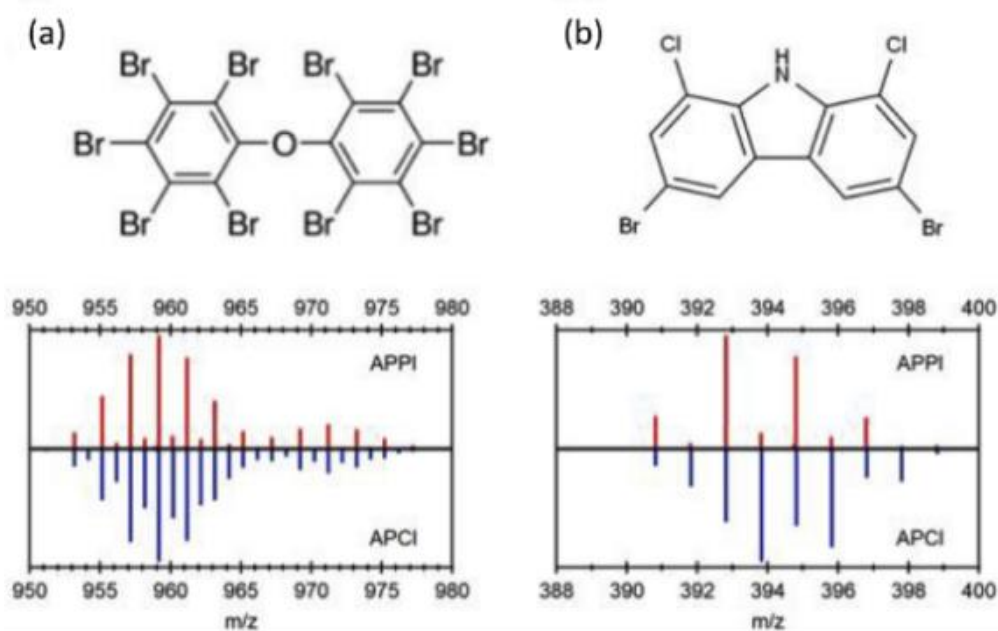 (a)
Br Br Br Br
Br O Br
Br Br Br Br
950 955 960 965 970 975 980
APPI
APCI
950 955 960 965 970 975 980
m/z
(b)
Cl H Cl
N
Br Br
388 390 392 394 396 398 400
APPI
APCI
388 390 392 394 396 398 400
m/z